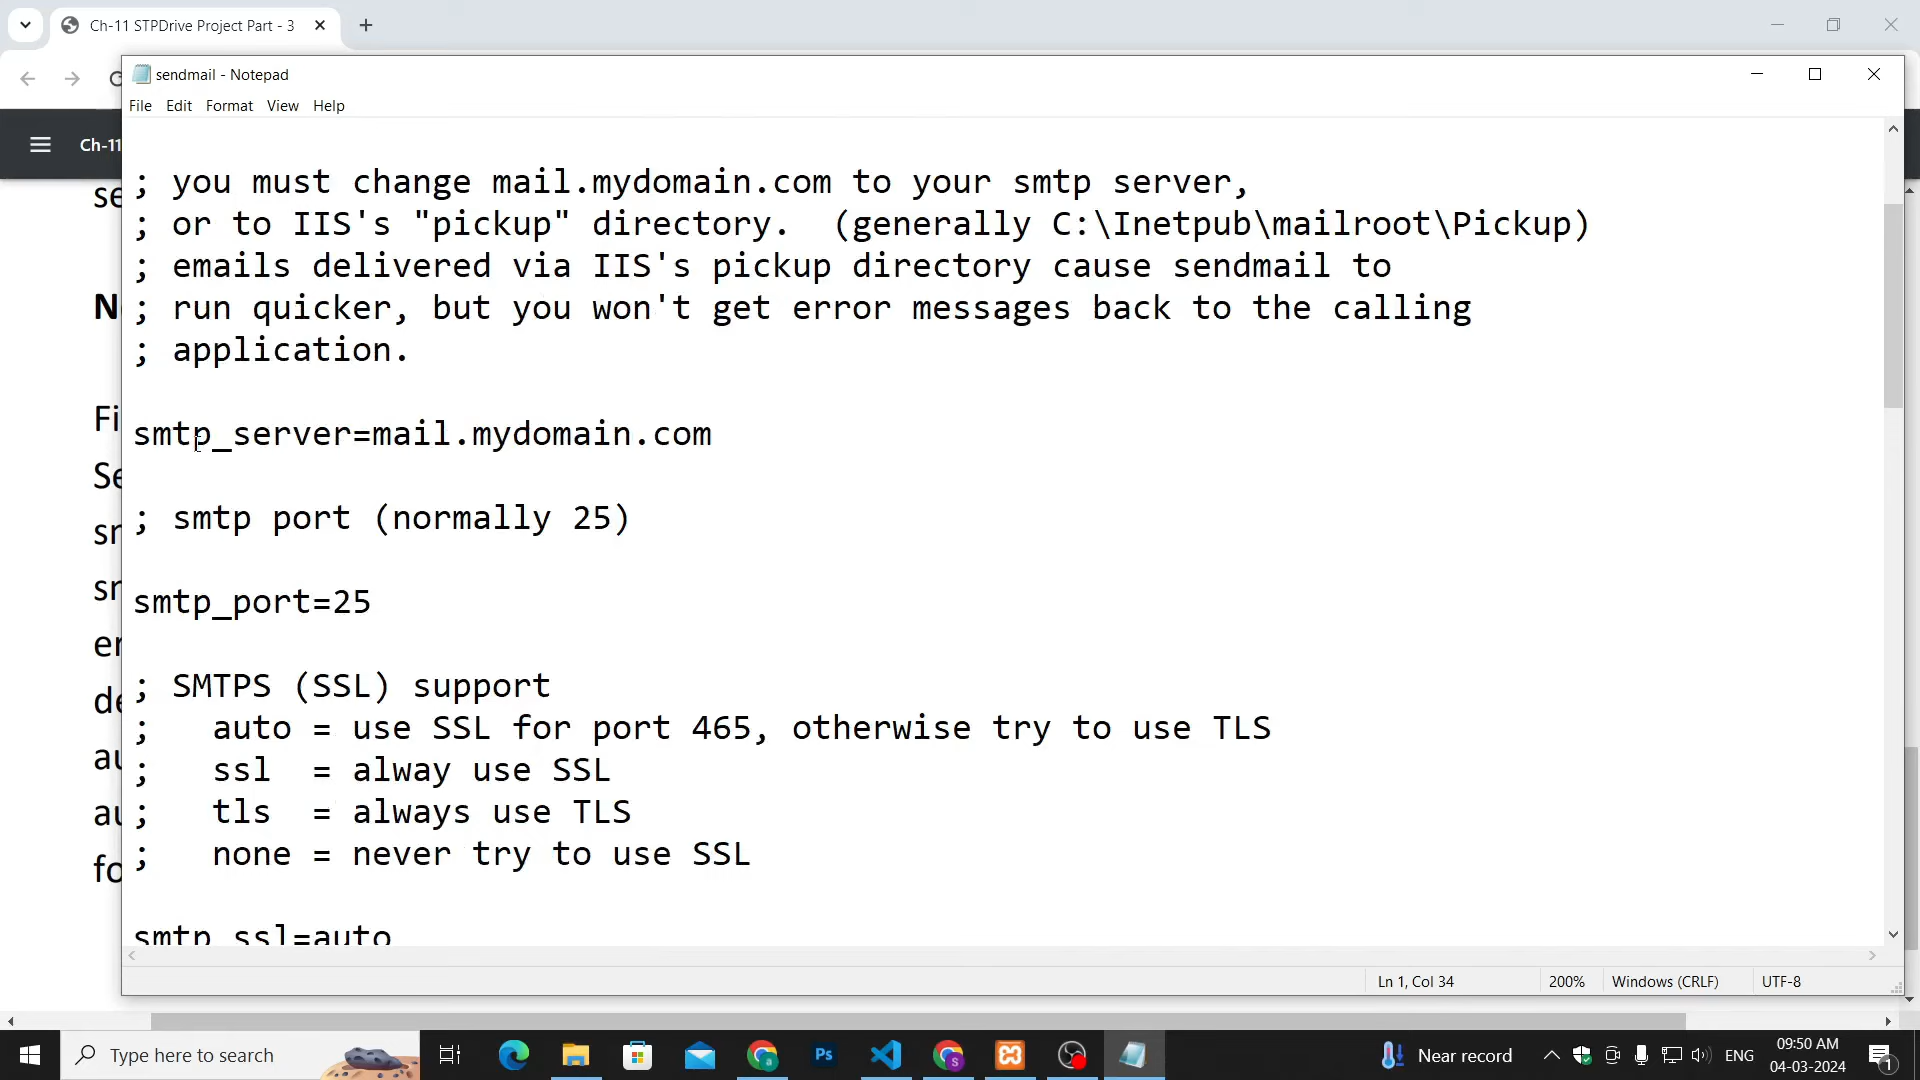 Ch-11 STPDrive Project Part - 3
sendmail - Notepad
File Edit Format View Help
Ch-11
; you must change mail.mydomain.com to your smtp server,
; or to IIS's "pickup" directory.  (generally C:\Inetpub\mailroot\Pickup)
; emails delivered via IIS's pickup directory cause sendmail to
; run quicker, but you won't get error messages back to the calling
; application.
smtp_server=mail.mydomain.com
; smtp port (normally 25)
smtp_port=25
; SMTPS (SSL) support
;   auto = use SSL for port 465, otherwise try to use TLS
;   ssl  = alway use SSL
;   tls  = always use TLS
;   none = never try to use SSL
smtp_ssl=auto
Ln 1, Col 34 200% Windows (CRLF) UTF-8
Type here to search
Ps
Near record
ENG
09:50 AM
04-03-2024
1